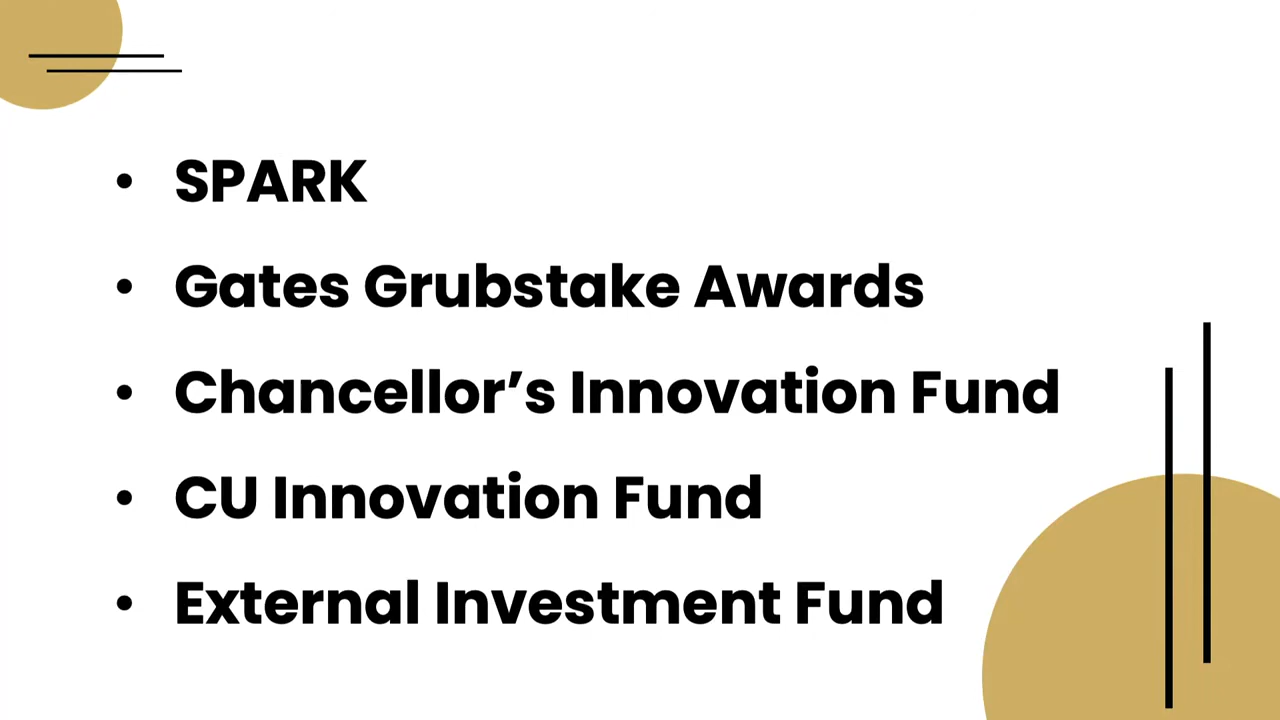 • SPARK
• Gates Grubstake Awards
• Chancellor’s Innovation Fund
• CU Innovation Fund
• External Investment Fund